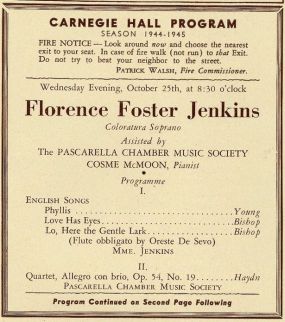 CARNEGIE HALL PROGRAM
SEASON 1944-1945
FIRE NOTICE — Look around now and choose the nearest
exit to your seat. In case of fire walk (not run) to that Exit.
Do not try to beat your neighbor to the street.
PATRICK WALSH, Fire Commissioner.
Wednesday Evening, October 25th, at 8:30 o'clock
Florence Foster Jenkins
Coloratura Soprano
Assisted by
The PASCARELLA CHAMBER MUSIC SOCIETY
COSME McMOON, Pianist
•
Programme
I.
ENGLISH SONGS
Phyllis ........ Young
Love Has Eyes ........ Bishop
Lo, Here the Gentle Lark ........ Bishop
(Flute obbligato by Oreste De Sevo)
MME. JENKINS
II.
Quartet, Allegro con brio, Op. 54, No. 19 ........ Haydn
PASCARELLA CHAMBER MUSIC SOCIETY
Program Continued on Second Page Following